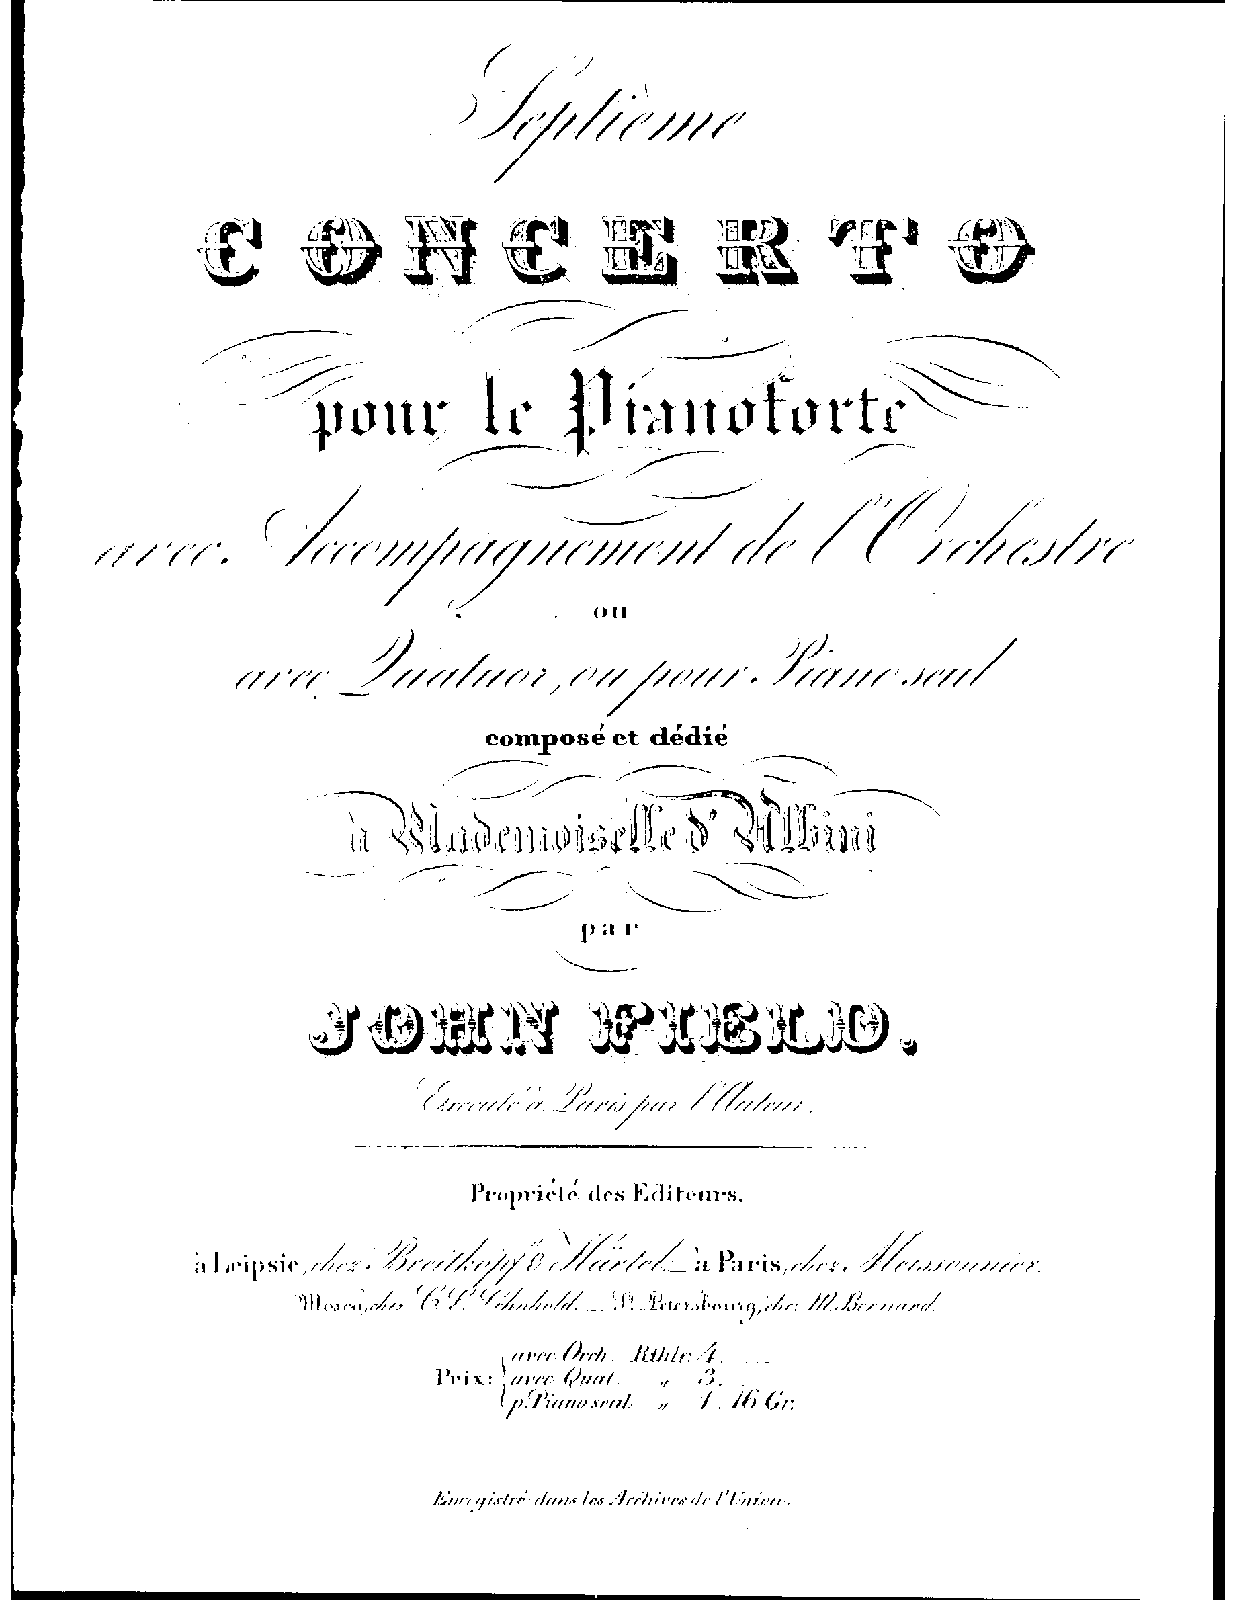 Septième
CONCERTO
pour le Pianoforte
avec Accompagnement de l'Orchestre
ou
avec Quatuor, ou pour Piano seul
composé et dédié
à Mademoiselle d'Albini
par
JOHN FIELD.
Executé à Paris par l'Auteur.
Propriété des Editeurs.
à Leipsic, chez Breitkopf & Härtel. _ à Paris, chez Meissonnier.
Moscou, chez C. L. Lehnhold. _ St. Petersbourg, chez M. Bernard.
avec Orch. Rthlr. 4. _
Prix: avec Quat. „ 3. _
pr. Piano seul. „ 1. 16 Gr.
Enregistré dans les Archives de l'Union.